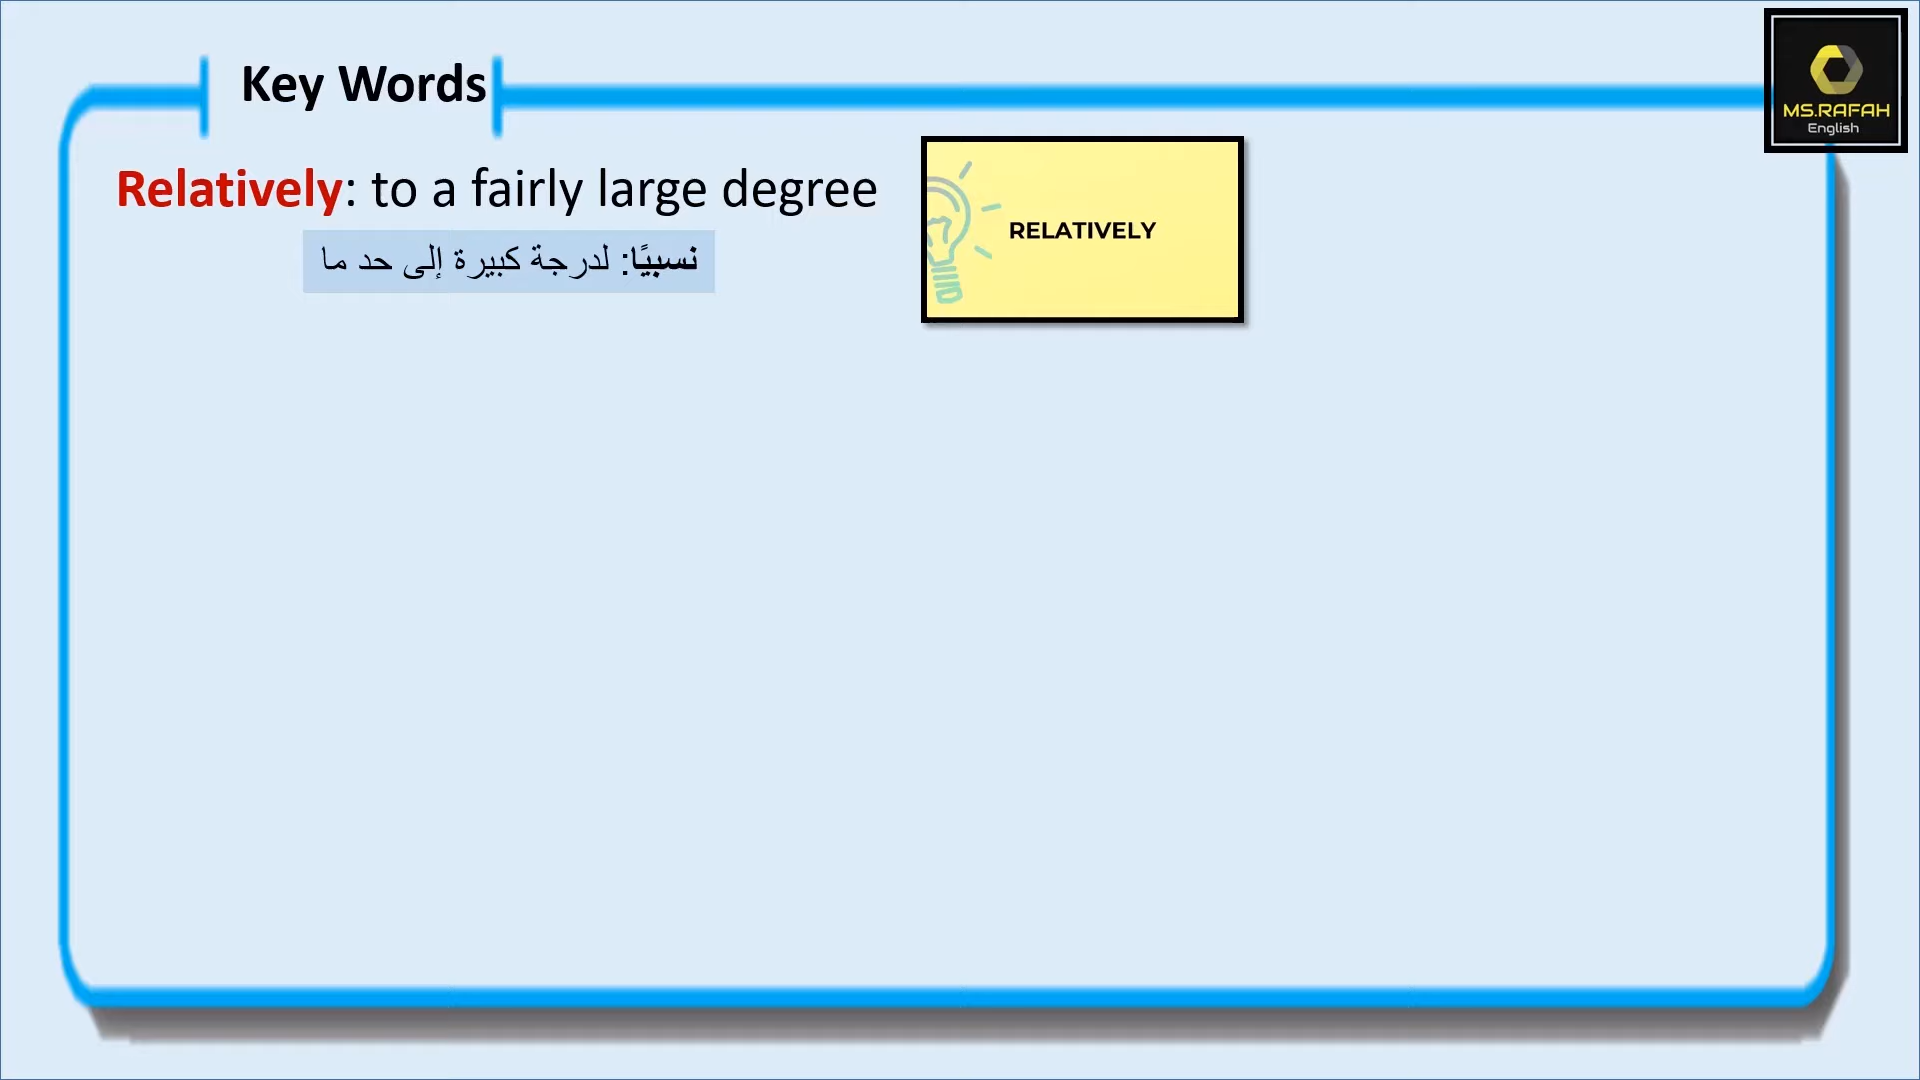 Key Words
Relatively: to a fairly large degree
نسبيًا: لدرجة كبيرة إلى حد ما
RELATIVELY
MS.RAFAH
English